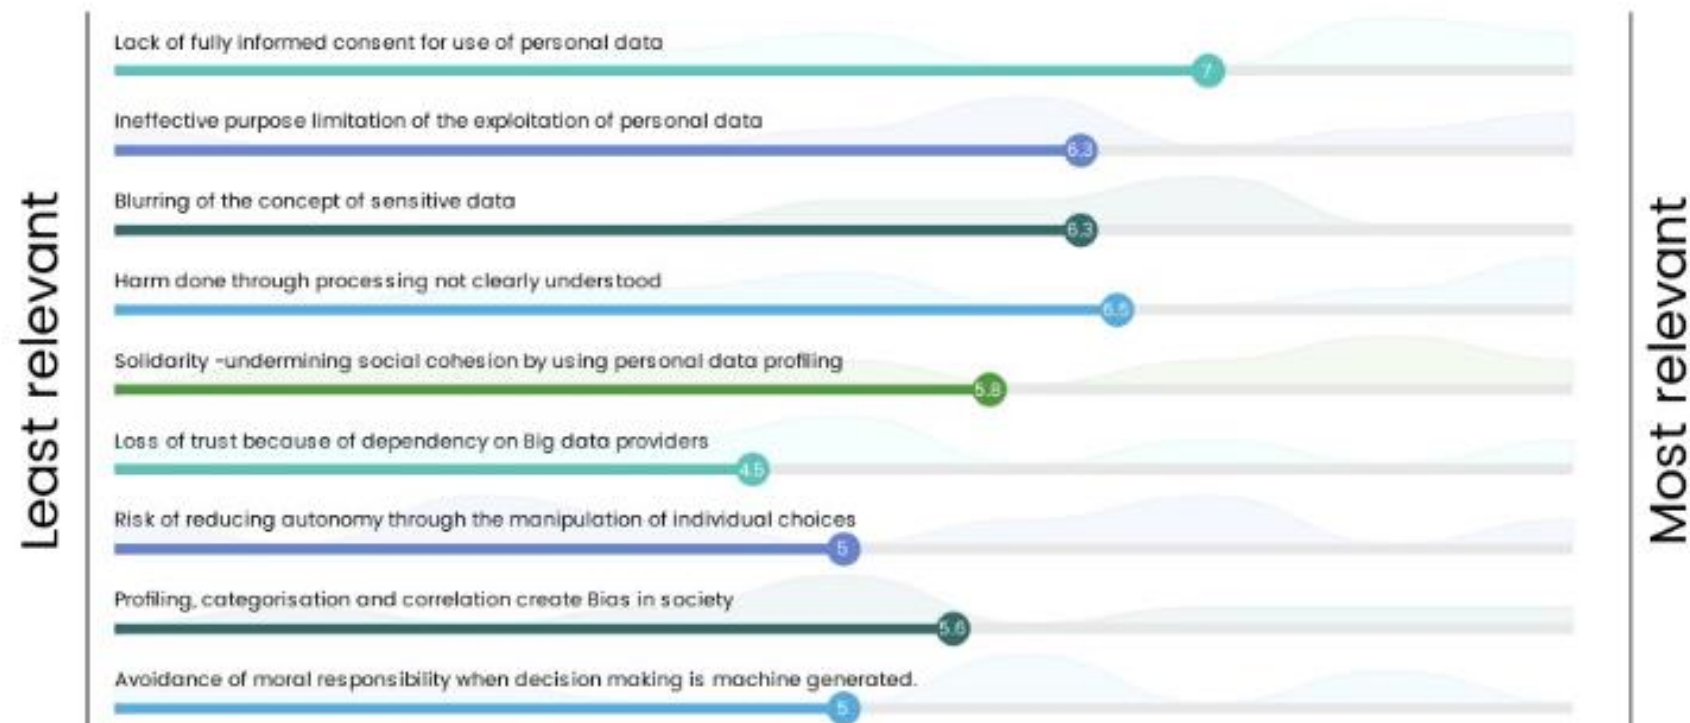 Least relevant
Lack of fully informed consent for use of personal data
7
Ineffective purpose limitation of the exploitation of personal data
6.3
Blurring of the concept of sensitive data
6.3
Harm done through processing not clearly understood
6.5
Solidarity -undermining social cohesion by using personal data profiling
5.8
Loss of trust because of dependency on Big data providers
4.5
Risk of reducing autonomy through the manipulation of individual choices
5
Profiling, categorisation and correlation create Bias in society
5.6
Avoidance of moral responsibility when decision making is machine generated.
5
Most relevant